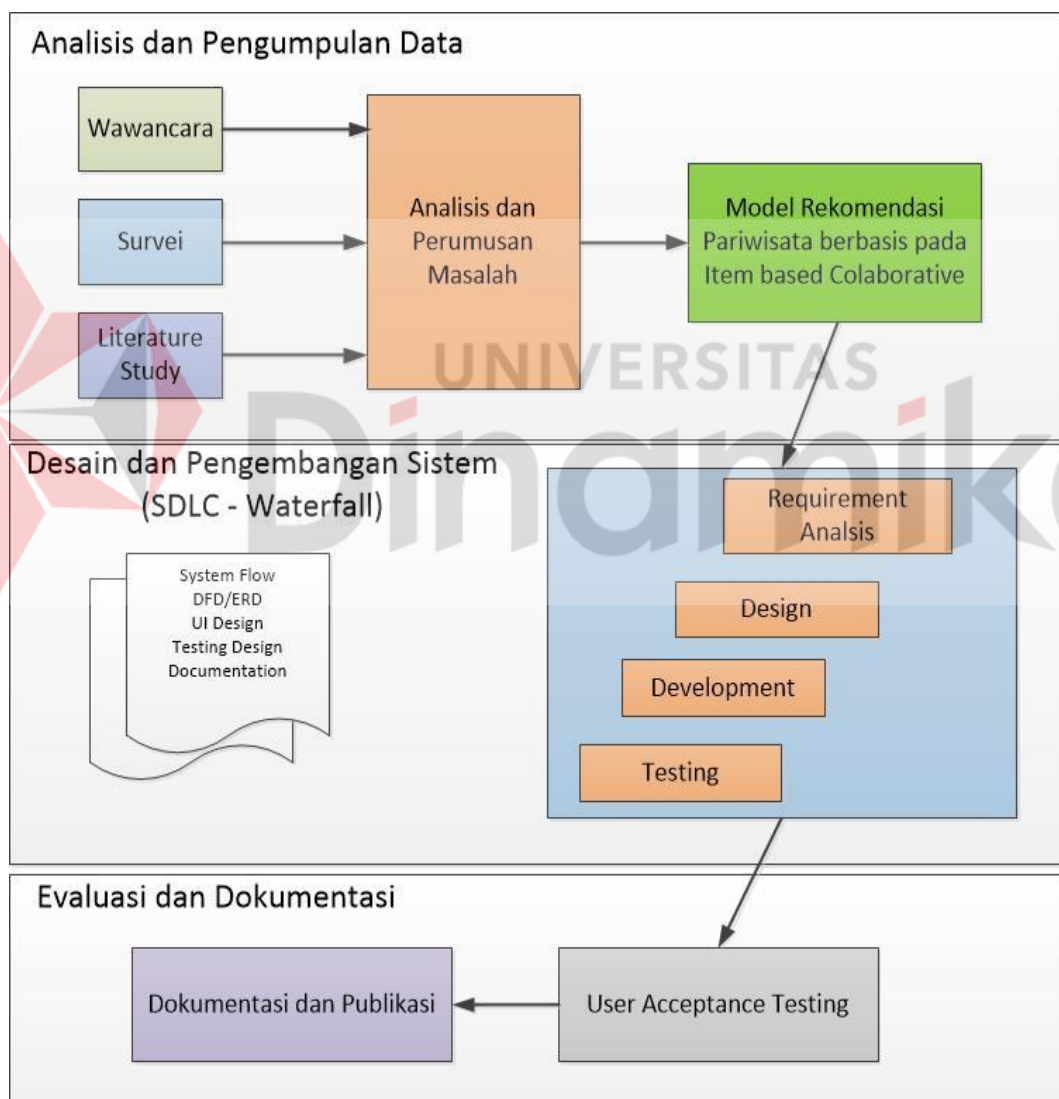 Analisis dan Pengumpulan Data
Wawancara
Survei
Literature
Study
Analisis dan
Perumusan
Masalah
Model Rekomendasi
Pariwisata berbasis pada
Item based Colaborative
UNIVERSITAS
Dinamika
Desain dan Pengembangan Sistem
(SDLC - Waterfall)
System Flow
DFD/ERD
UI Design
Testing Design
Documentation
Requirement
Analsis
Design
Development
Testing
Evaluasi dan Dokumentasi
Dokumentasi dan Publikasi
User Acceptance Testing